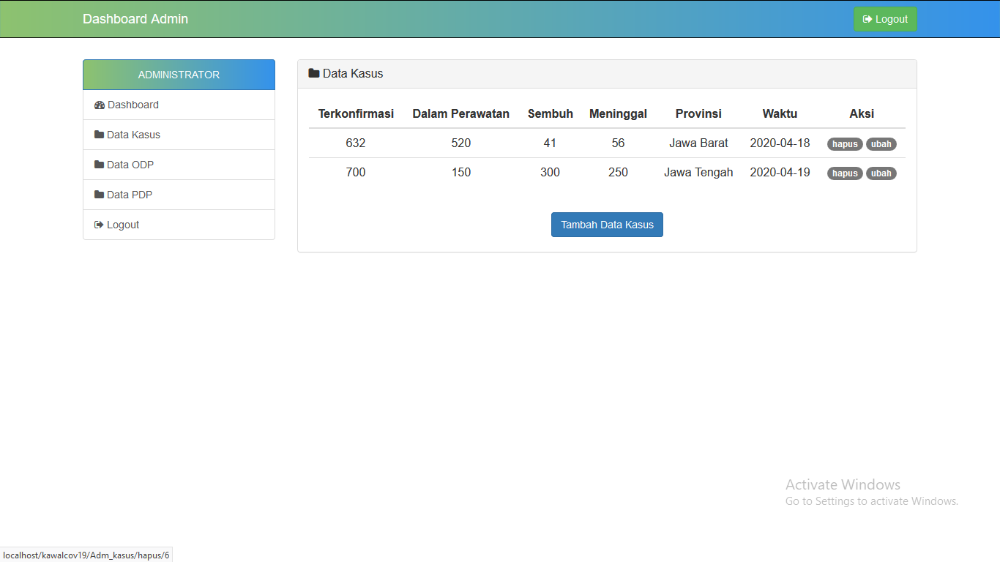 Dashboard Admin
Logout
ADMINISTRATOR
Dashboard
Data Kasus
Data ODP
Data PDP
Logout
Data Kasus
Terkonfirmasi Dalam Perawatan Sembuh Meninggal Provinsi Waktu Aksi
632 520 41 56 Jawa Barat 2020-04-18 hapus ubah
700 150 300 250 Jawa Tengah 2020-04-19 hapus ubah
Tambah Data Kasus
Activate Windows
Go to Settings to activate Windows.
localhost/kawalcov19/Adm_kasus/hapus/6